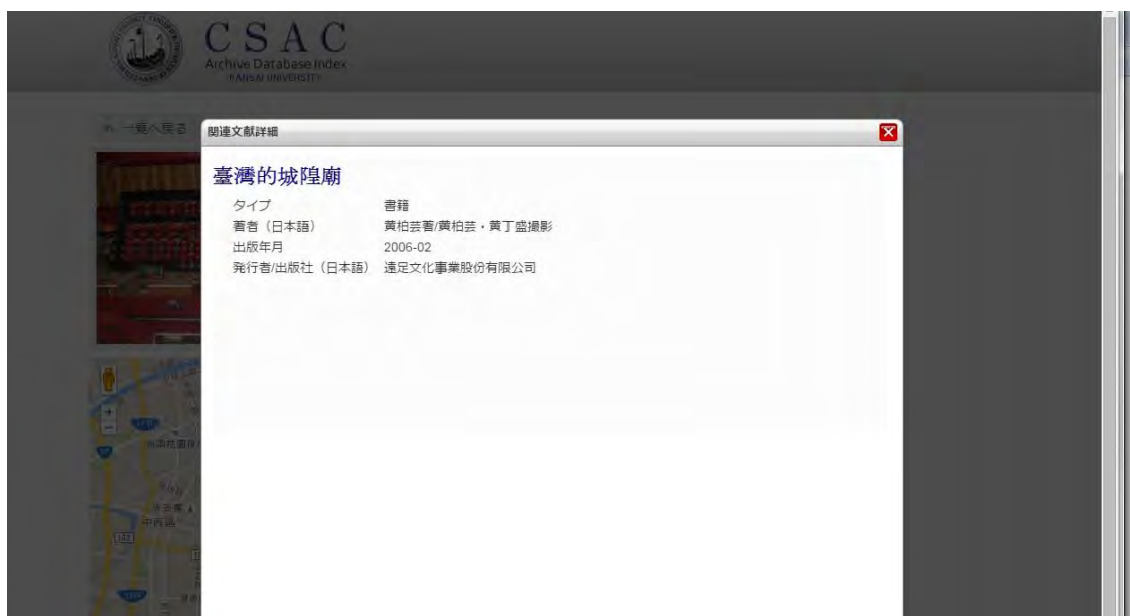 CSAC
Archive Database Index
KANSAI UNIVERSITY
一覧へ戻る
関連文献詳細
臺灣的城隍廟
タイプ 書籍
著者（日本語） 黄柏芸著/黄柏芸・黄丁盛撮影
出版年月 2006-02
発行者/出版社（日本語） 遠足文化事業股份有限公司
中西區